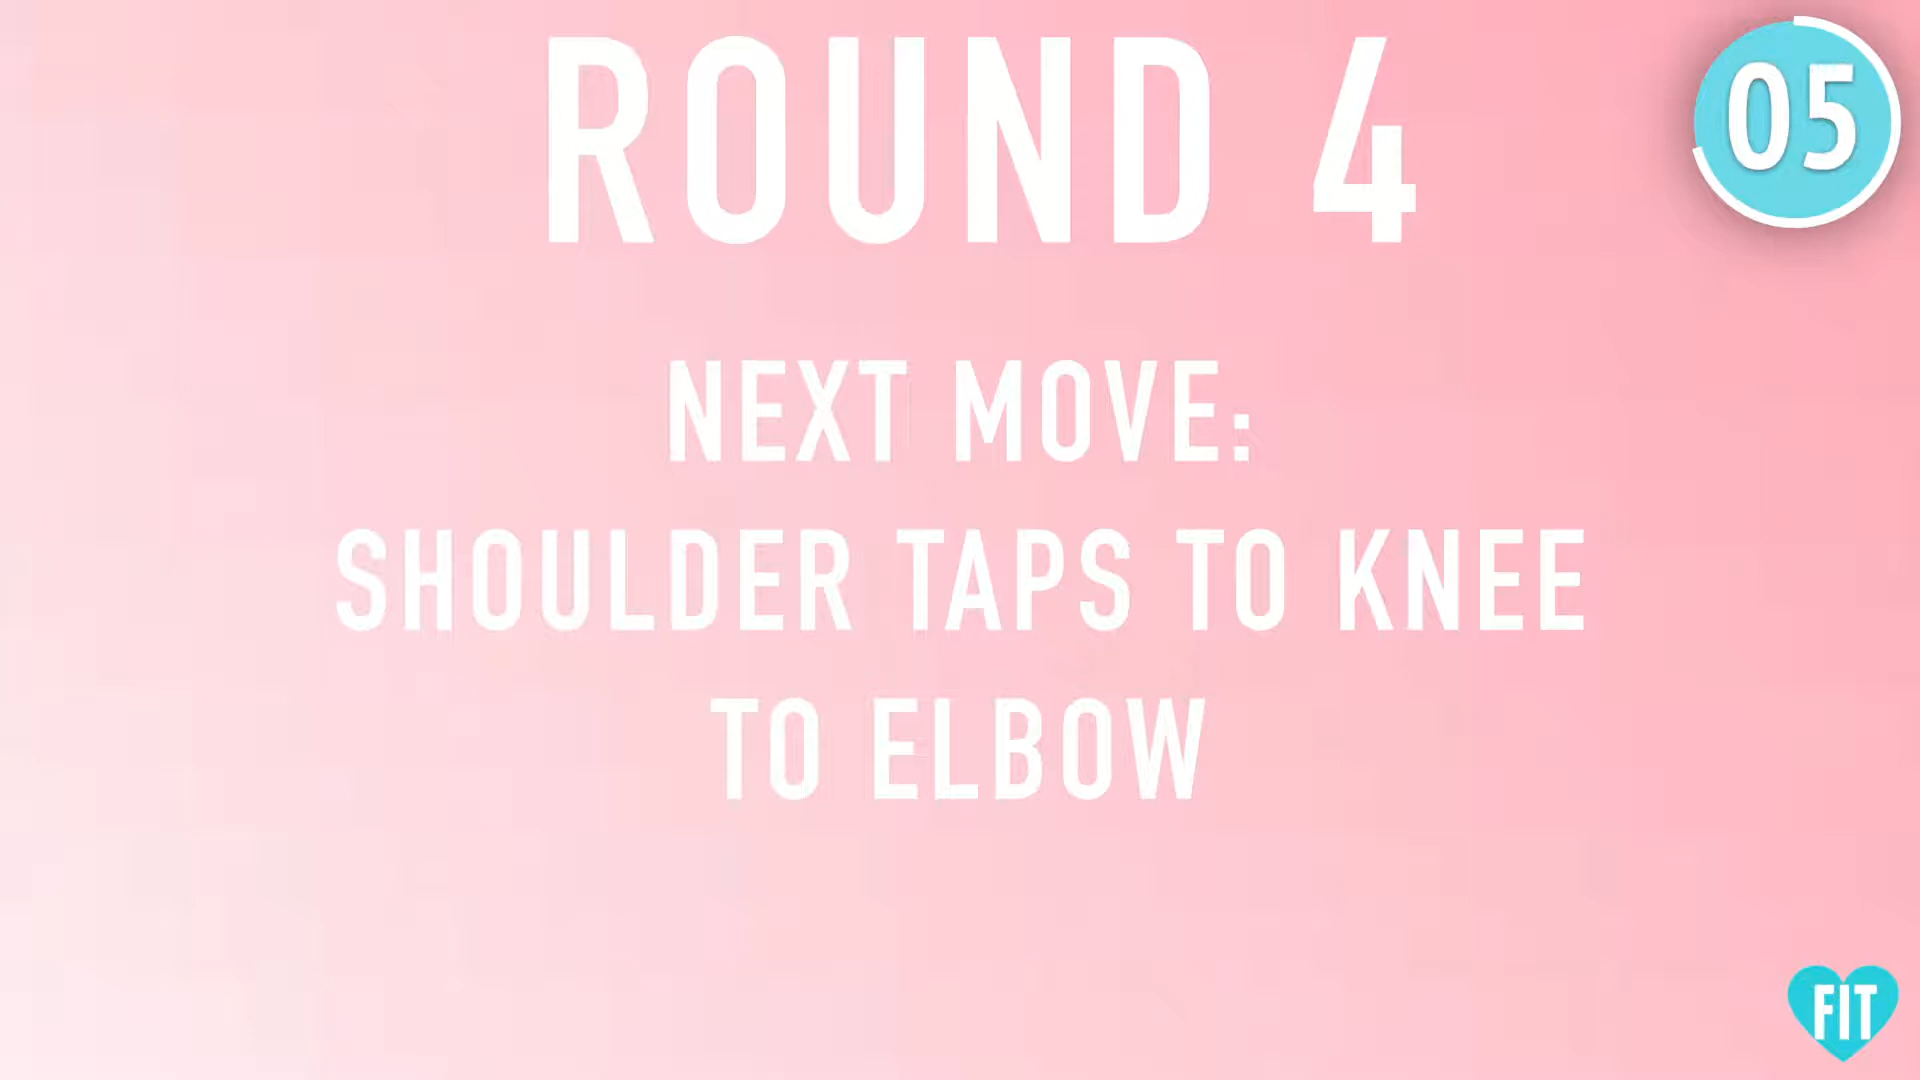 ROUND 4
05
NEXT MOVE:
SHOULDER TAPS TO KNEE
TO ELBOW
FIT